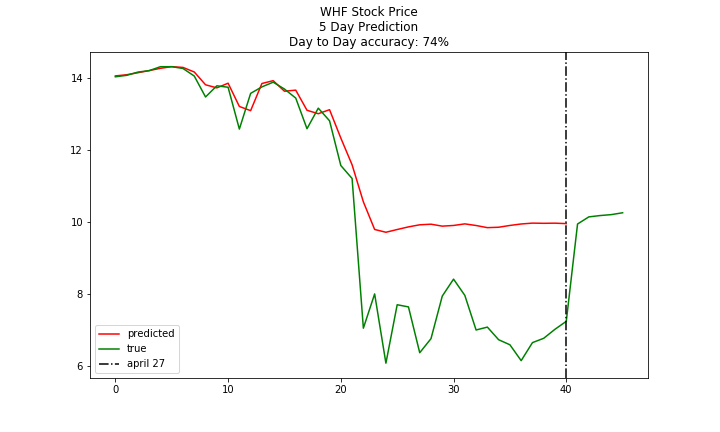 WHF Stock Price
5 Day Prediction
Day to Day accuracy: 74%
14
12
10
8
6
predicted
true
april 27
0
10
20
30
40